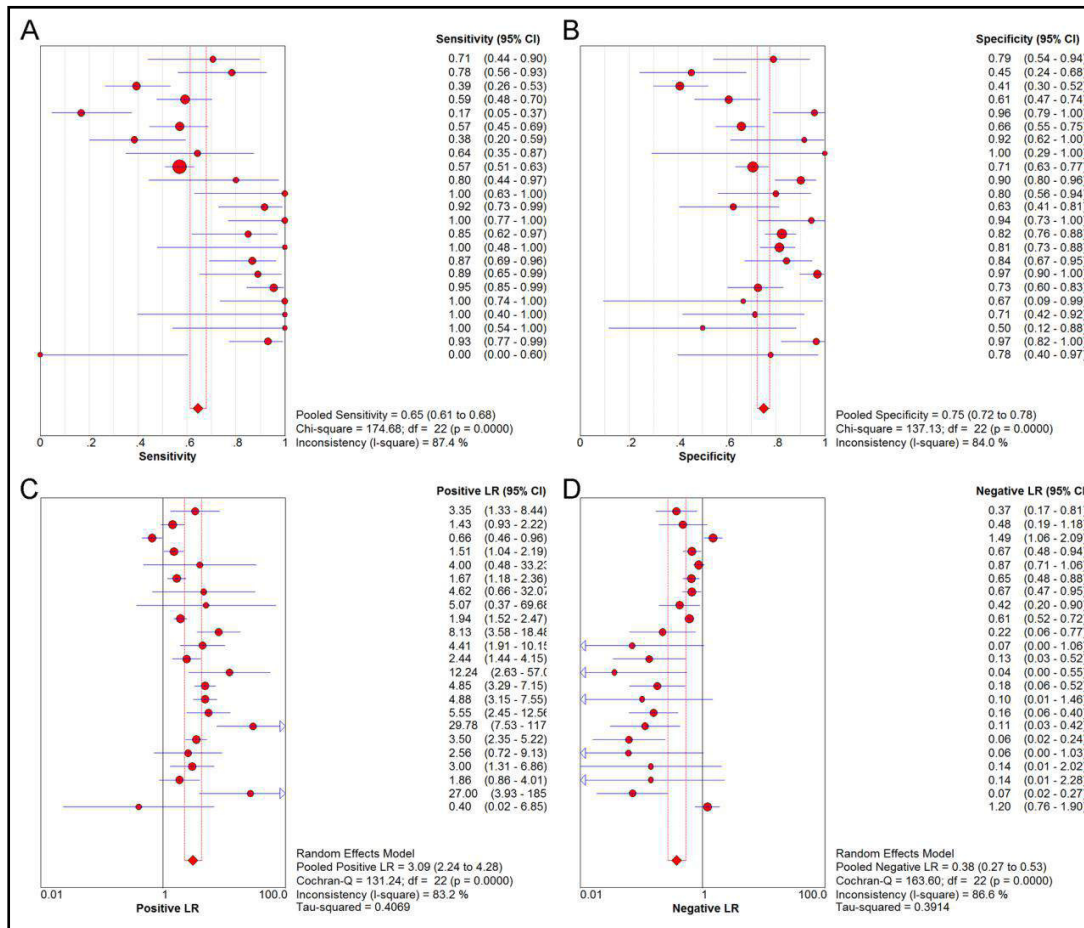 A
Sensitivity (95% CI)
0.71 (0.44 - 0.90)
0.78 (0.56 - 0.93)
0.39 (0.26 - 0.53)
0.59 (0.48 - 0.70)
0.17 (0.05 - 0.37)
0.57 (0.45 - 0.69)
0.38 (0.20 - 0.59)
0.64 (0.35 - 0.87)
0.57 (0.51 - 0.63)
0.80 (0.44 - 0.97)
1.00 (0.63 - 1.00)
0.92 (0.73 - 0.99)
1.00 (0.77 - 1.00)
0.85 (0.62 - 0.97)
1.00 (0.48 - 1.00)
0.87 (0.69 - 0.96)
0.89 (0.65 - 0.99)
0.95 (0.85 - 0.99)
1.00 (0.74 - 1.00)
1.00 (0.40 - 1.00)
1.00 (0.54 - 1.00)
0.93 (0.77 - 0.99)
0.00 (0.00 - 0.60)
Pooled Sensitivity = 0.65 (0.61 to 0.68)
Chi-square = 174.68; df = 22 (p = 0.0000)
Inconsistency (I-square) = 87.4 %
0 .2 .4 .6 .8 1
Sensitivity
B
Specificity (95% CI)
0.79 (0.54 - 0.94)
0.45 (0.24 - 0.68)
0.41 (0.30 - 0.52)
0.61 (0.47 - 0.74)
0.96 (0.79 - 1.00)
0.66 (0.55 - 0.75)
0.92 (0.62 - 1.00)
1.00 (0.29 - 1.00)
0.71 (0.63 - 0.77)
0.90 (0.80 - 0.96)
0.80 (0.56 - 0.94)
0.63 (0.41 - 0.81)
0.94 (0.73 - 1.00)
0.82 (0.76 - 0.88)
0.81 (0.73 - 0.88)
0.84 (0.67 - 0.95)
0.97 (0.90 - 1.00)
0.73 (0.60 - 0.83)
0.67 (0.09 - 0.99)
0.71 (0.42 - 0.92)
0.50 (0.12 - 0.88)
0.97 (0.82 - 1.00)
0.78 (0.40 - 0.97)
Pooled Specificity = 0.75 (0.72 to 0.78)
Chi-square = 137.13; df = 22 (p = 0.0000)
Inconsistency (I-square) = 84.0 %
0 .2 .4 .6 .8 1
Specificity
C
Positive LR (95% CI)
3.35 (1.33 - 8.44)
1.43 (0.93 - 2.22)
0.66 (0.46 - 0.96)
1.51 (1.04 - 2.19)
4.00 (0.48 - 33.23
1.67 (1.18 - 2.36)
4.62 (0.66 - 32.07
5.07 (0.37 - 69.68
1.94 (1.52 - 2.47)
8.13 (3.58 - 18.48
4.41 (1.91 - 10.15
2.44 (1.44 - 4.15)
12.24 (2.63 - 57.0
4.85 (3.29 - 7.15)
4.88 (3.15 - 7.55)
5.55 (2.45 - 12.56
29.78 (7.53 - 117
3.50 (2.35 - 5.22)
2.56 (0.72 - 9.13)
3.00 (1.31 - 6.86)
1.86 (0.86 - 4.01)
27.00 (3.93 - 185
0.40 (0.02 - 6.85)
Random Effects Model
Pooled Positive LR = 3.09 (2.24 to 4.28)
Cochran-Q = 131.24; df = 22 (p = 0.0000)
Inconsistency (I-square) = 83.2 %
Tau-squared = 0.4069
0.01 1 100.0
Positive LR
D
Negative LR (95% CI)
0.37 (0.17 - 0.81)
0.48 (0.19 - 1.18)
1.49 (1.06 - 2.09)
0.67 (0.48 - 0.94)
0.87 (0.71 - 1.06)
0.65 (0.48 - 0.88)
0.67 (0.47 - 0.95)
0.42 (0.20 - 0.90)
0.61 (0.52 - 0.72)
0.22 (0.06 - 0.77)
0.07 (0.00 - 1.06)
0.13 (0.03 - 0.52)
0.04 (0.00 - 0.55)
0.18 (0.06 - 0.52)
0.10 (0.01 - 1.46)
0.16 (0.06 - 0.40)
0.11 (0.03 - 0.42)
0.06 (0.02 - 0.24)
0.06 (0.00 - 1.03)
0.14 (0.01 - 2.02)
0.14 (0.01 - 2.28)
0.07 (0.02 - 0.27)
1.20 (0.76 - 1.90)
Random Effects Model
Pooled Negative LR = 0.38 (0.27 to 0.53)
Cochran-Q = 163.60; df = 22 (p = 0.0000)
Inconsistency (I-square) = 86.6 %
Tau-squared = 0.3914
0.01 1 100.0
Negative LR